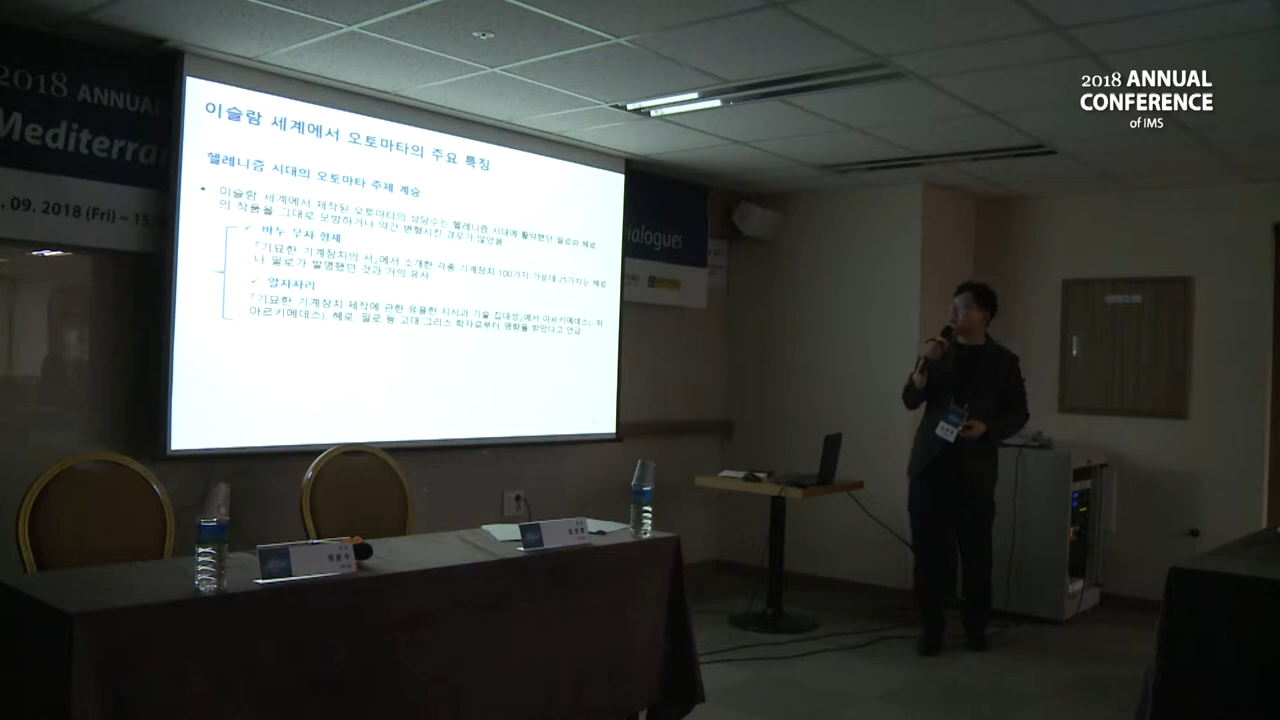 2018 ANNUAL
CONFERENCE
of IMS
2018 ANNUAL
Mediterra
. 09. 2018 (Fri) ~ 15
ialogues
이슬람 세계에서 오토마타의 주요 특징
헬레니즘 시대의 오토마타 주제 계승
• 이슬람 세계에서 제작된 오토마타의 상당수는 헬레니즘 시대에 활약했던 필로와 헤로
의 작품을 그대로 모방하거나 약간 변형시킨 경우가 많았음
✓ 바누 무사 형제
『기묘한 기계장치의 서』에서 소개한 각종 기계장치 100가지 가운데 25가지는 헤로
나 필로가 발명했던 것과 거의 유사
✓ 알자자리
『기묘한 기계장치 제작에 관한 유용한 지식과 기술 집대성』에서 아르키메데스(-위
아르키메데스), 헤로, 필로 등 고대 그리스 학자로부터 영향을 받았다고 언급